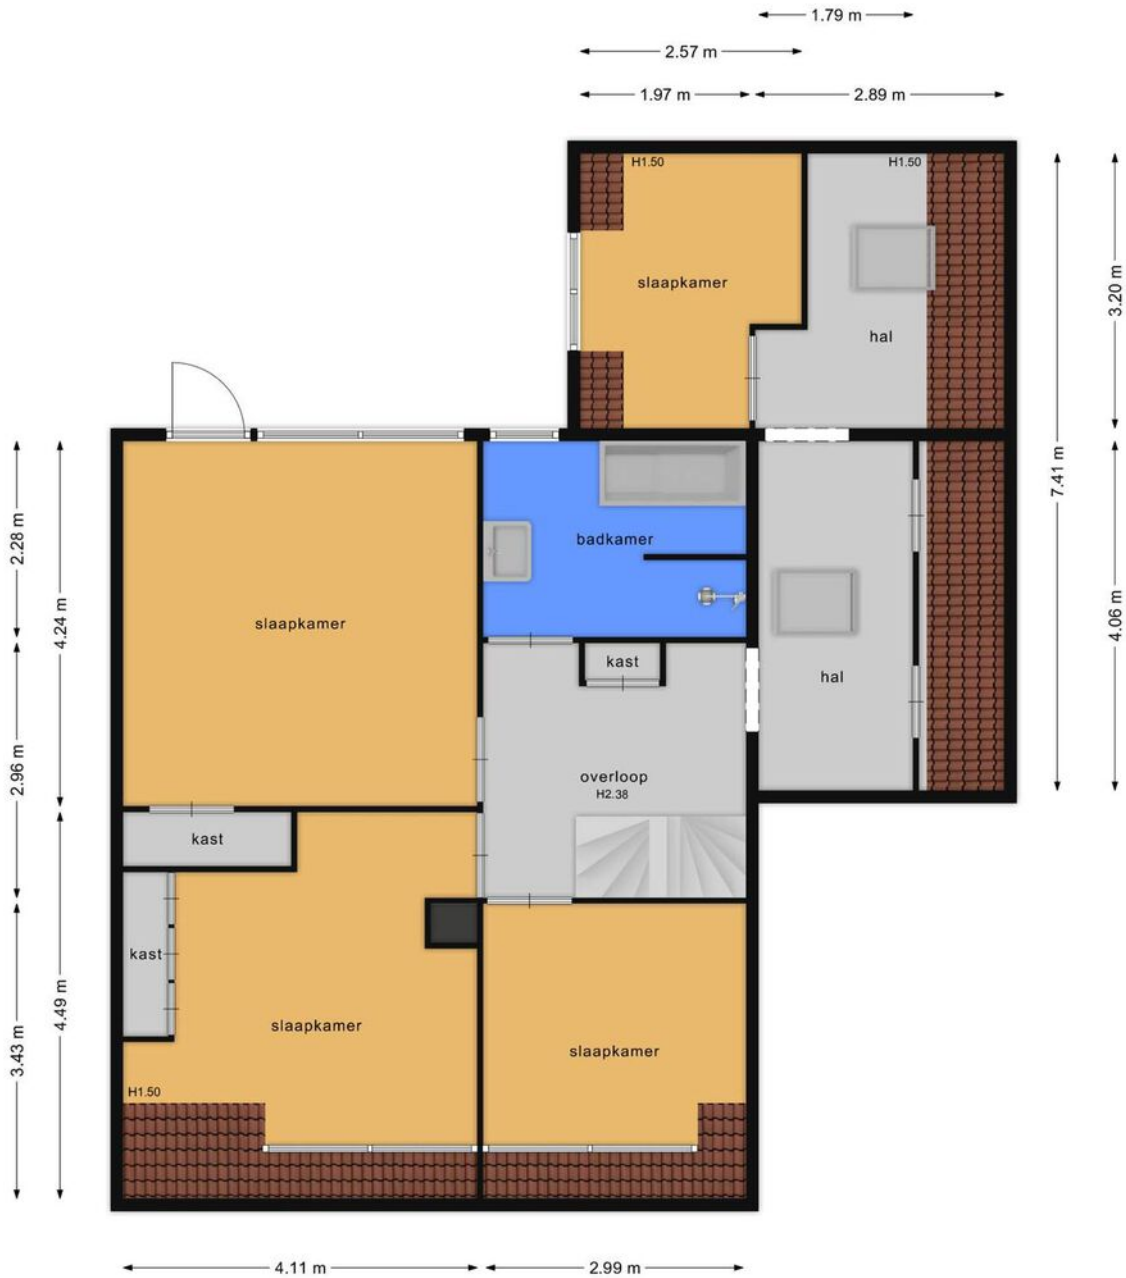 1.79 m
2.57 m
1.97 m
2.89 m
H1.50
H1.50
slaapkamer
hal
3.20 m
7.41 m
4.06 m
2.28 m
4.24 m
2.96 m
4.49 m
3.43 m
badkamer
slaapkamer
kast
hal
overloop
H2.38
kast
kast
slaapkamer
slaapkamer
H1.50
4.11 m
2.99 m